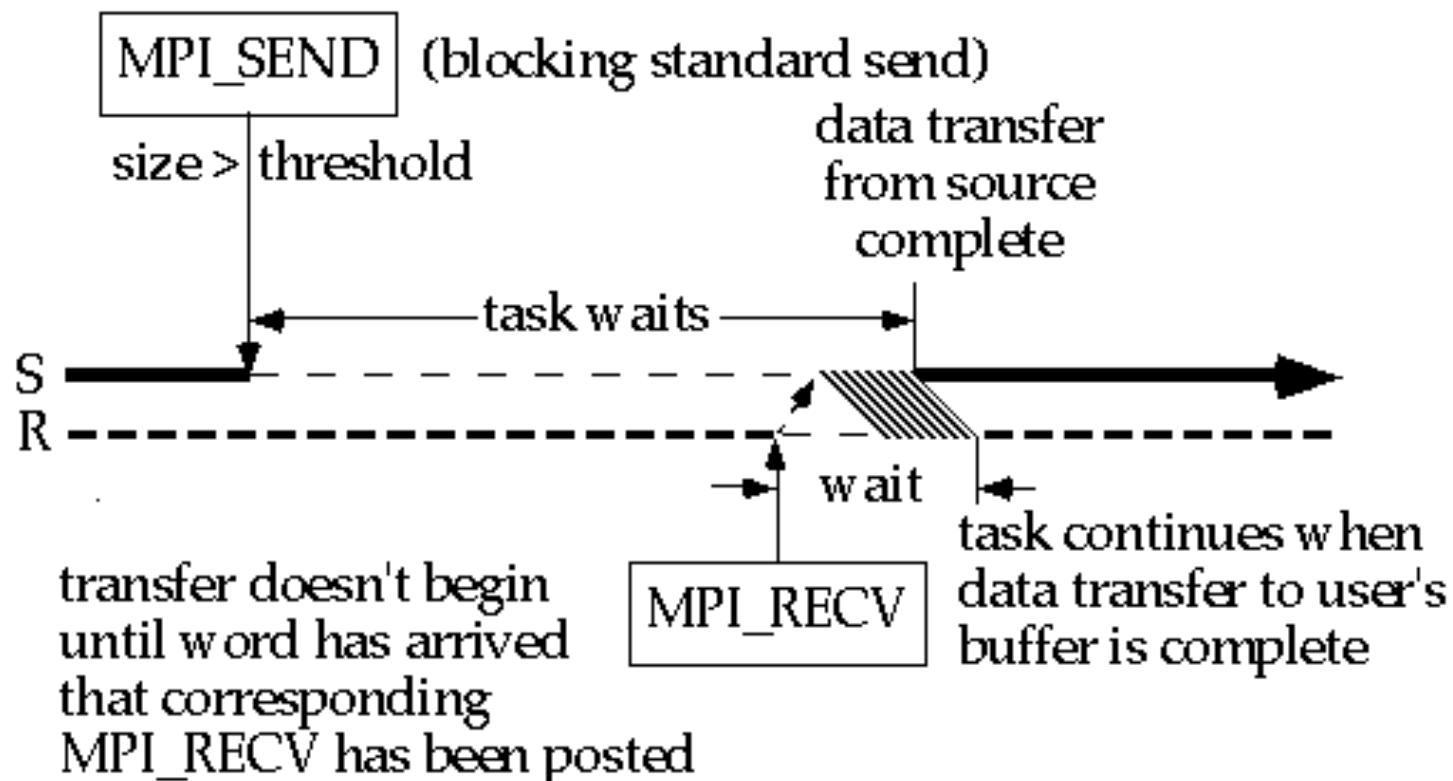 MPI_SEND (blocking standard send)
size > threshold
data transfer
from source
complete
task waits
S
R
wait
MPI_RECV
transfer doesn't begin
until word has arrived
that corresponding
MPI_RECV has been posted
task continues when
data transfer to user's
buffer is complete